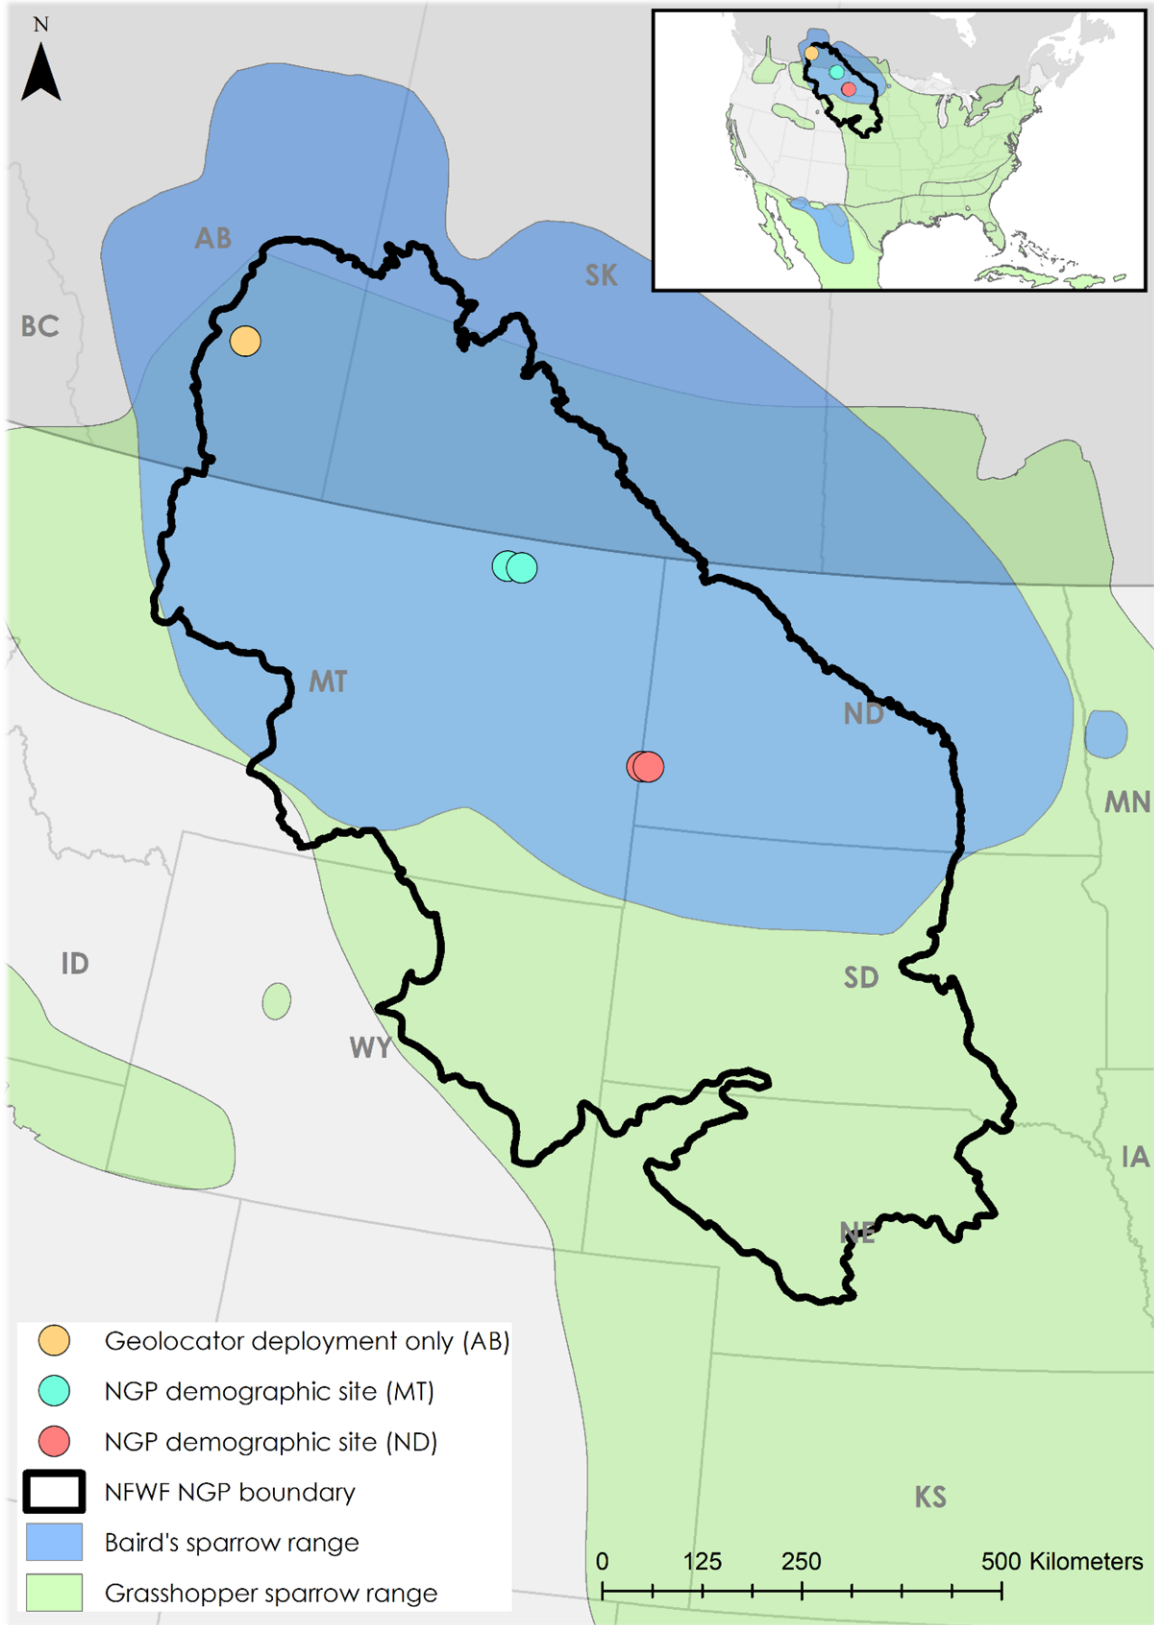 N
AB
SK
BC
MT
ND
MN
ID
SD
WY
IA
NE
KS
Geolocator deployment only (AB)
NGP demographic site (MT)
NGP demographic site (ND)
NFWF NGP boundary
Baird's sparrow range
Grasshopper sparrow range
0 125 250 500 Kilometers